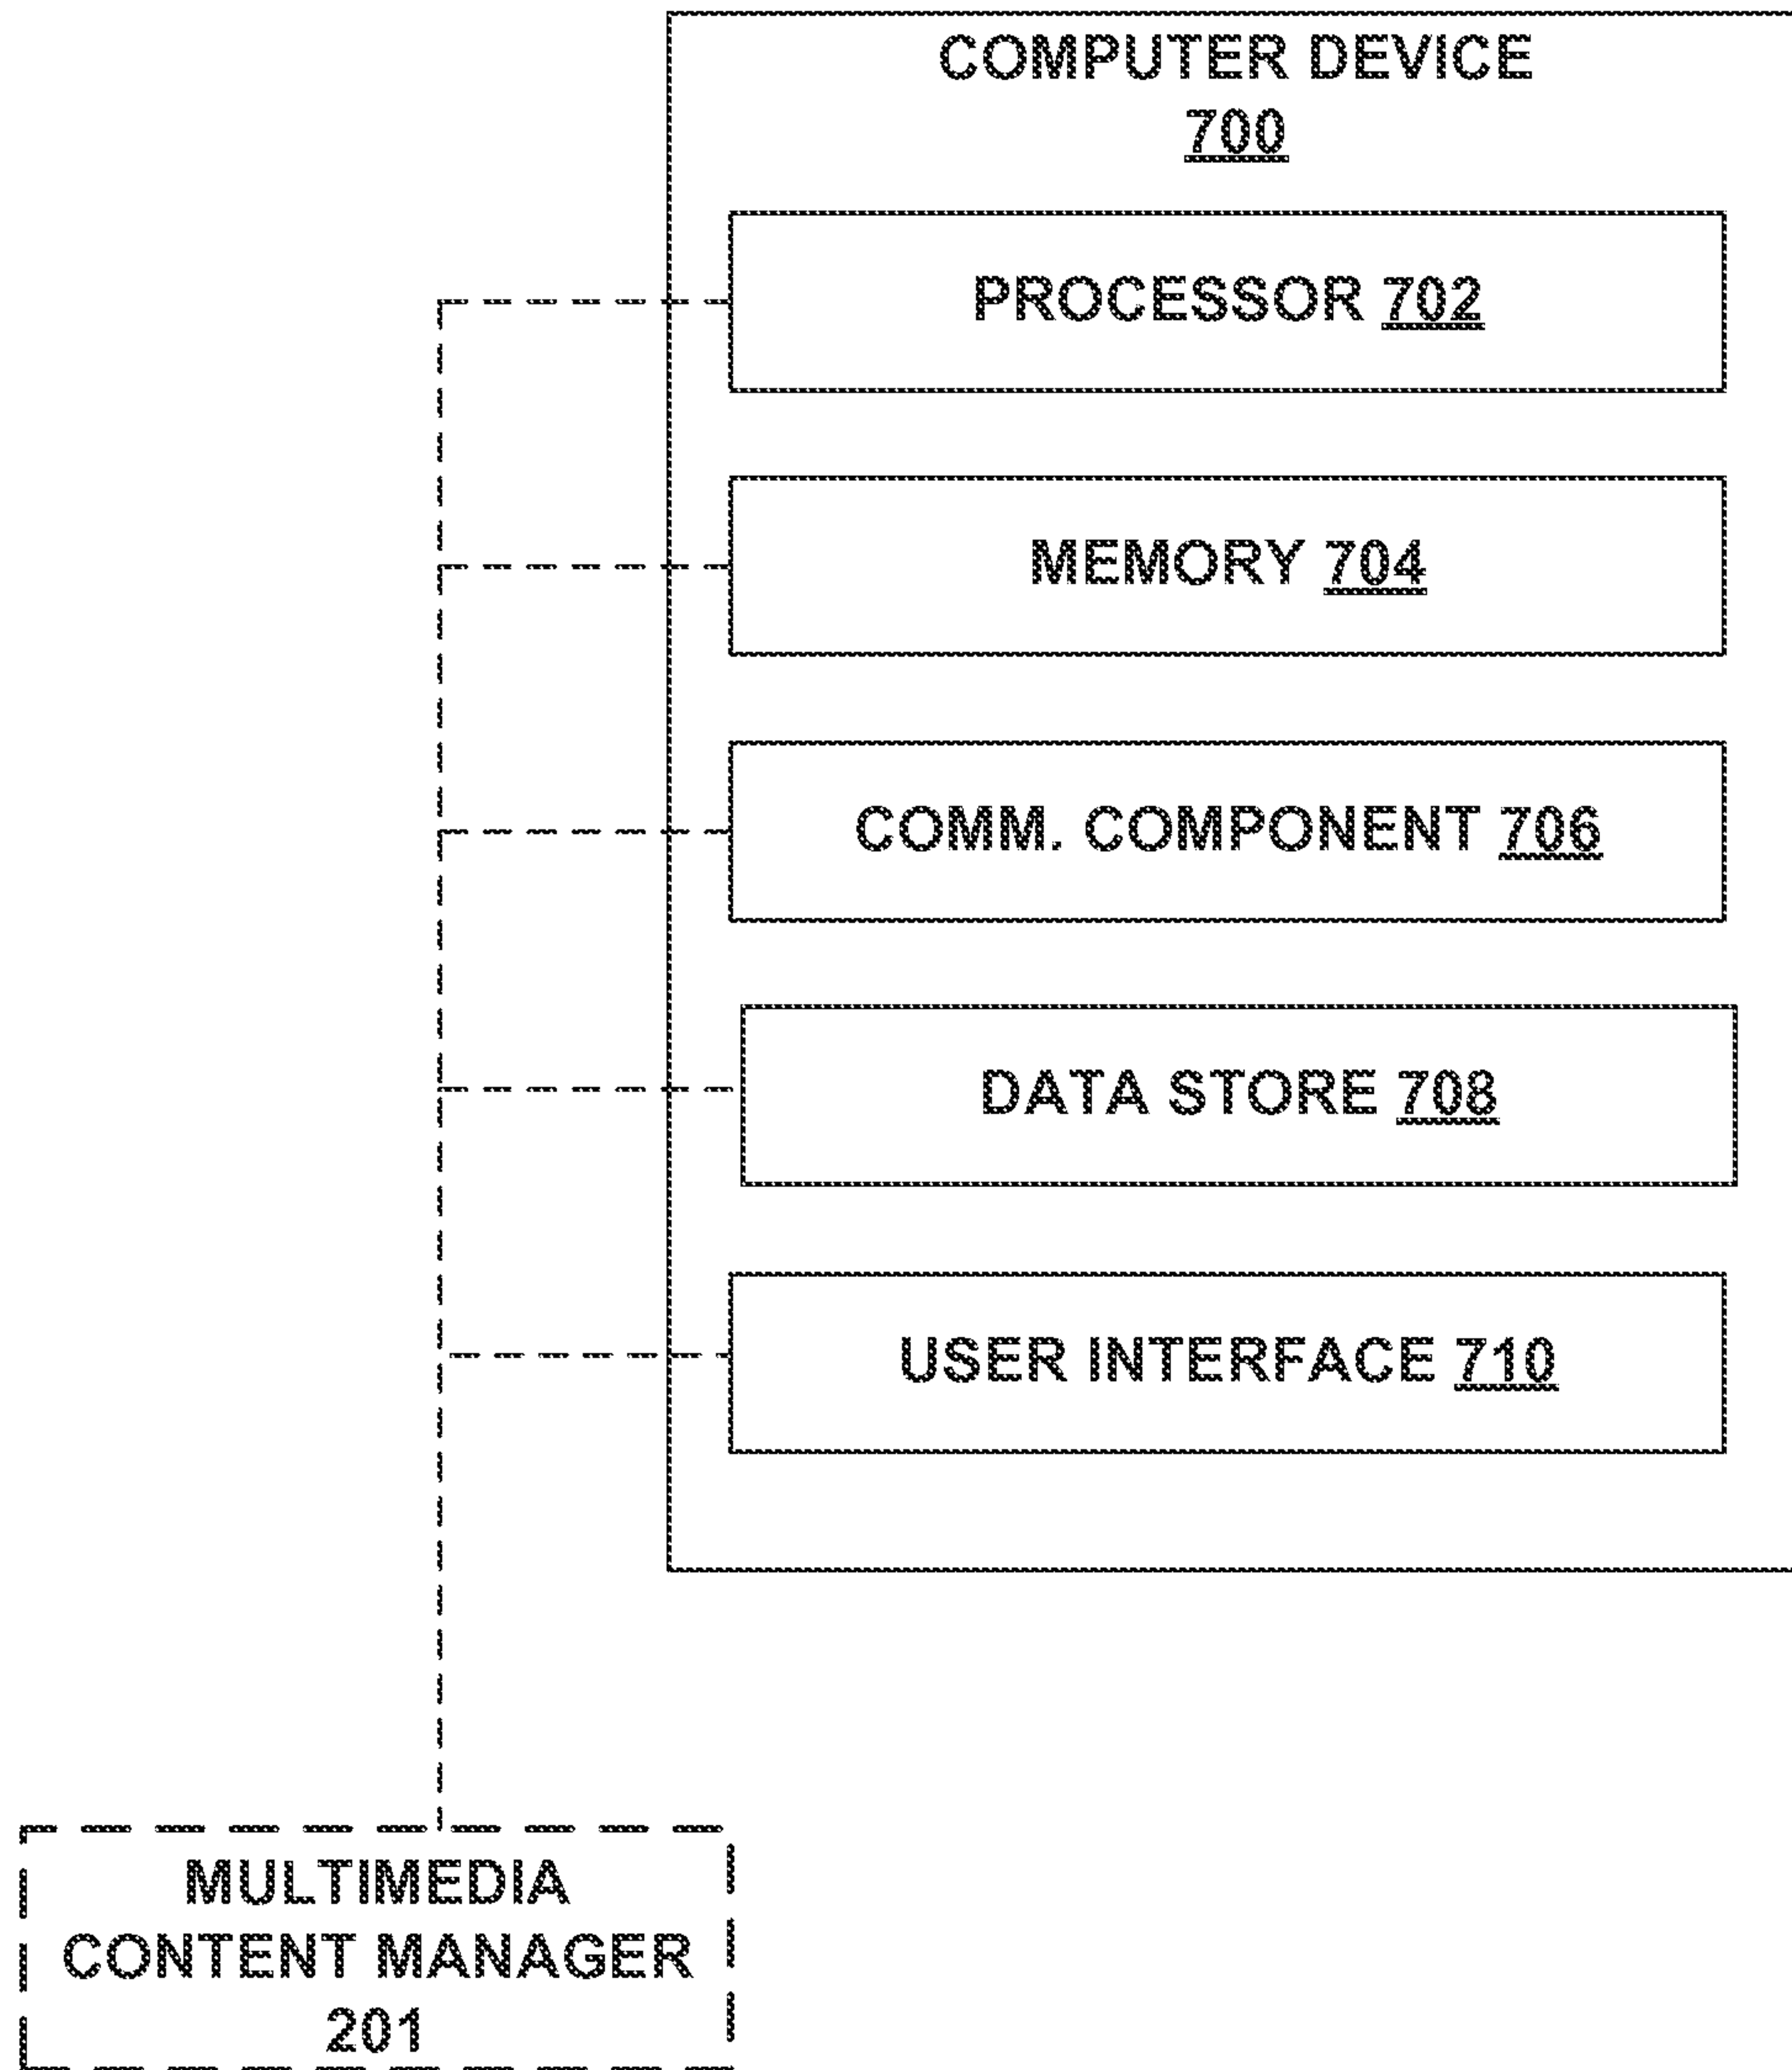 COMPUTER DEVICE
700
PROCESSOR 702
MEMORY 704
COMM. COMPONENT 706
DATA STORE 708
USER INTERFACE 710
MULTIMEDIA
CONTENT MANAGER
201